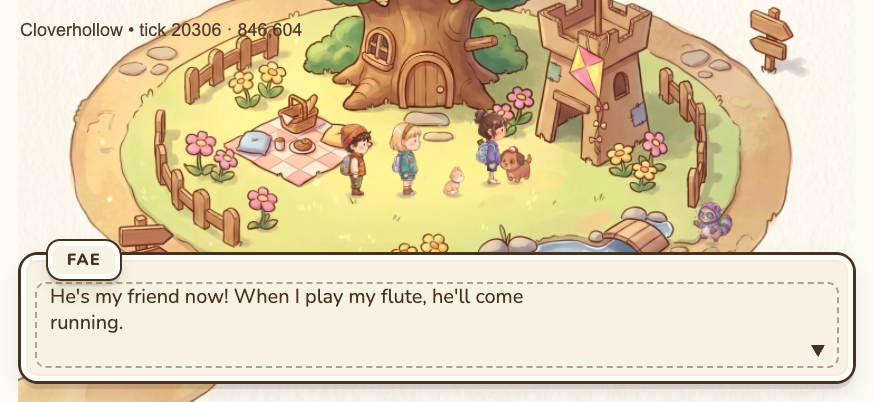 Cloverhollow • tick 20306 · 846,604
FAE
He's my friend now! When I play my flute, he'll come
running.